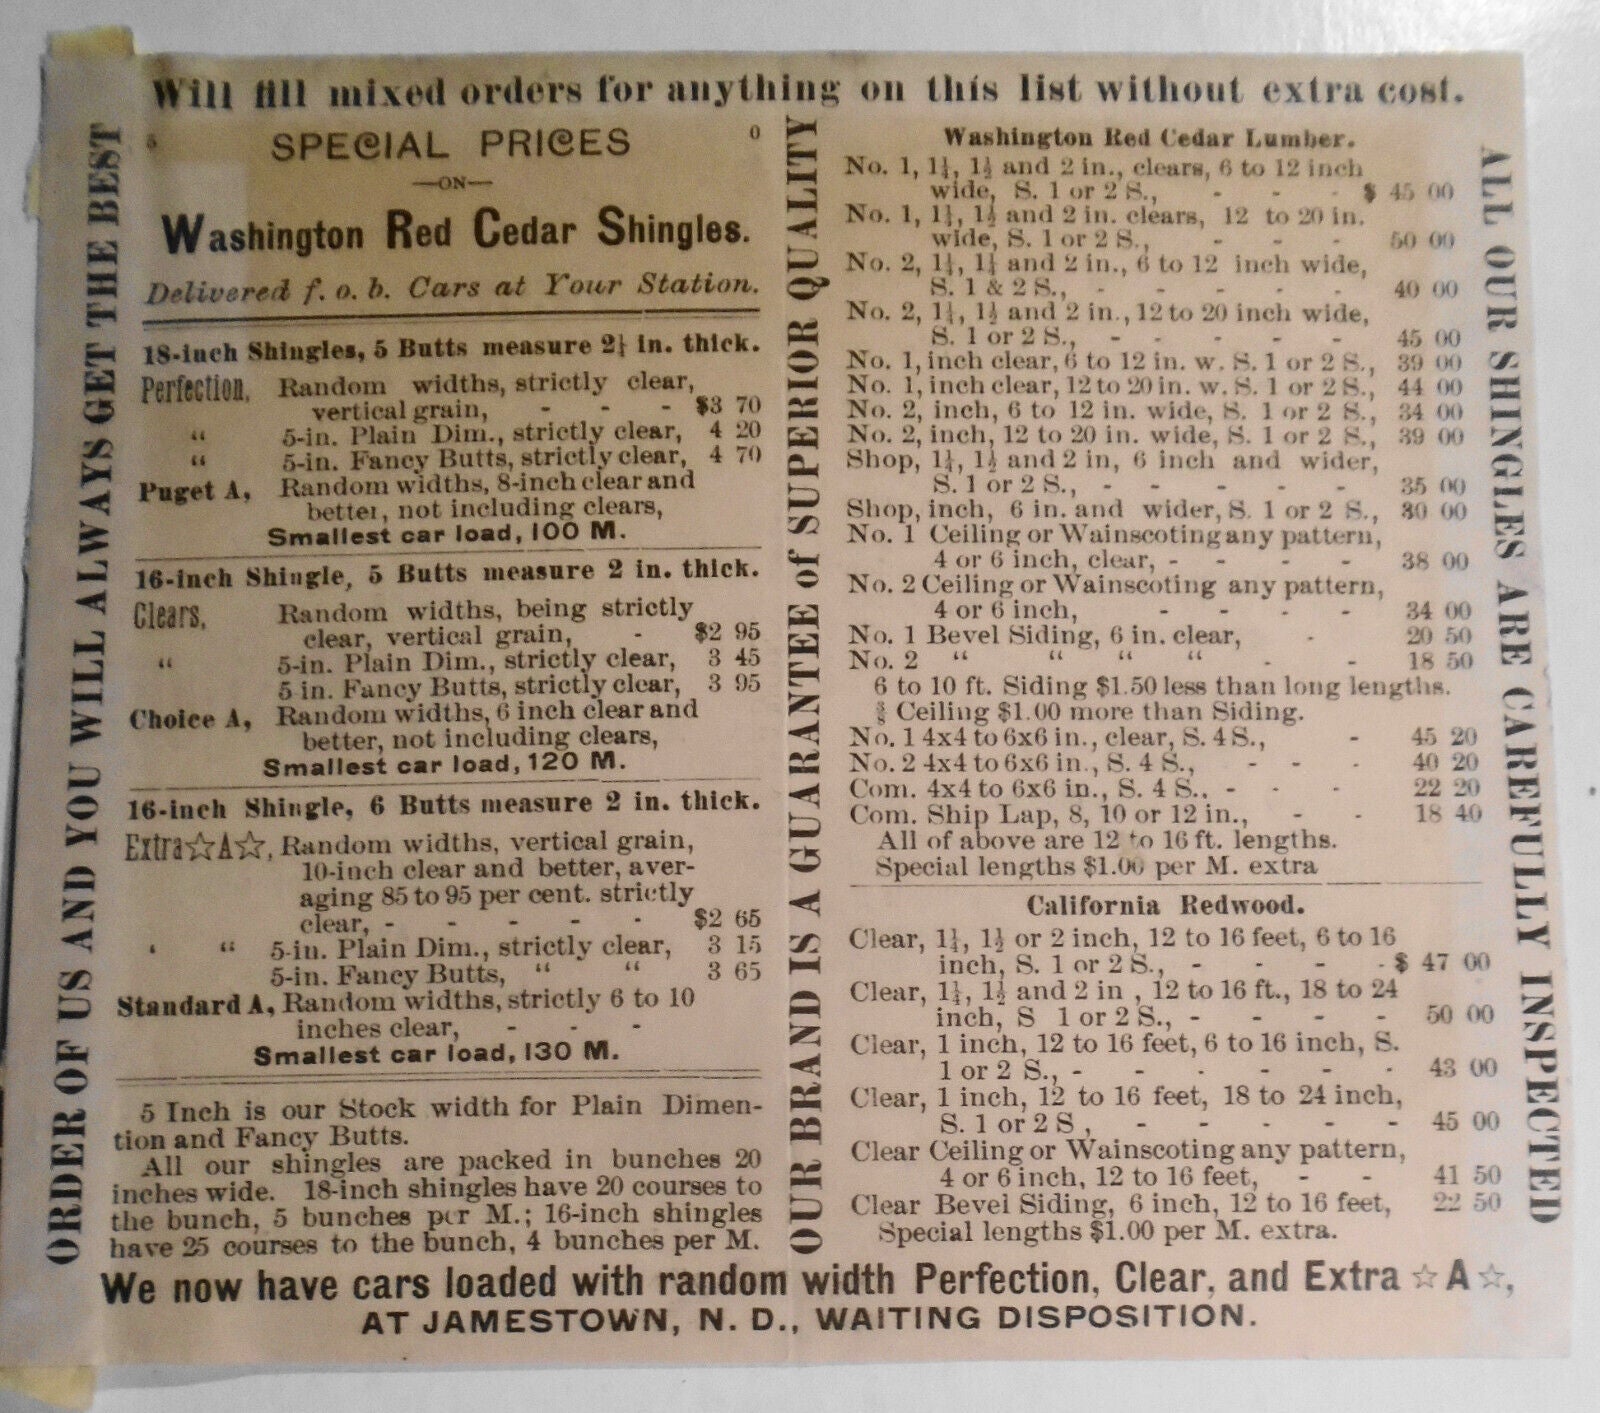 Will fill mixed orders for anything on this list without extra cost.
ORDER OF US AND YOU WILL ALWAYS GET THE BEST
SPECIAL PRICES
—ON—
Washington Red Cedar Shingles.
Delivered f. o. b. Cars at Your Station.
18-inch Shingles, 5 Butts measure 2¼ in. thick.
Perfection, Random widths, strictly clear,
vertical grain, - - - $3 70
“ 5-in. Plain Dim., strictly clear, 4 20
“ 5-in. Fancy Butts, strictly clear, 4 70
Puget A, Random widths, 8-inch clear and
better, not including clears,
Smallest car load, 100 M.
16-inch Shingle, 5 Butts measure 2 in. thick.
Clears, Random widths, being strictly
clear, vertical grain, - $2 95
“ 5-in. Plain Dim., strictly clear, 3 45
5 in. Fancy Butts, strictly clear, 3 95
Choice A, Random widths, 6 inch clear and
better, not including clears,
Smallest car load, 120 M.
16-inch Shingle, 6 Butts measure 2 in. thick.
Extra☆A☆, Random widths, vertical grain,
10-inch clear and better, aver-
aging 85 to 95 per cent. strictly
clear, - - - - - - $2 65
‘ “ 5-in. Plain Dim., strictly clear, 3 15
5-in. Fancy Butts, “ “ 3 65
Standard A, Random widths, strictly 6 to 10
inches clear, - - -
Smallest car load, 130 M.
5 Inch is our Stock width for Plain Dimen-
tion and Fancy Butts.
All our shingles are packed in bunches 20
inches wide. 18-inch shingles have 20 courses to
the bunch, 5 bunches per M.; 16-inch shingles
have 25 courses to the bunch, 4 bunches per M.
OUR BRAND IS A GUARANTEE of SUPERIOR QUALITY
Washington Red Cedar Lumber.
No. 1, 1¼, 1½ and 2 in., clears, 6 to 12 inch
wide, S. 1 or 2 S., - - - $ 45 00
No. 1, 1¼, 1½ and 2 in. clears, 12 to 20 in.
wide, S. 1 or 2 S., - - - 50 00
No. 2, 1¼, 1½ and 2 in., 6 to 12 inch wide,
S. 1 & 2 S., - - - - - 40 00
No. 2, 1¼, 1½ and 2 in., 12 to 20 inch wide,
S. 1 or 2 S., - - - - - 45 00
No. 1, inch clear, 6 to 12 in. w. S. 1 or 2 S., 39 00
No. 1, inch clear, 12 to 20 in. w. S. 1 or 2 S., 44 00
No. 2, inch, 6 to 12 in. wide, S. 1 or 2 S., 34 00
No. 2, inch, 12 to 20 in. wide, S. 1 or 2 S., 39 00
Shop, 1¼, 1½ and 2 in, 6 inch and wider,
S. 1 or 2 S., - - - - - 35 00
Shop, inch, 6 in. and wider, S. 1 or 2 S., 30 00
No. 1 Ceiling or Wainscoting any pattern,
4 or 6 inch, clear, - - - - 38 00
No. 2 Ceiling or Wainscoting any pattern,
4 or 6 inch, - - - - 34 00
No. 1 Bevel Siding, 6 in. clear, - 20 50
No. 2 “ “ “ “ - - 18 50
6 to 10 ft. Siding $1.50 less than long lengths.
⅜ Ceiling $1.00 more than Siding.
No. 1 4x4 to 6x6 in., clear, S. 4 S., - 45 20
No. 2 4x4 to 6x6 in., S. 4 S., - - - 40 20
Com. 4x4 to 6x6 in., S. 4 S., - - - 22 20
Com. Ship Lap, 8, 10 or 12 in., - - 18 40
All of above are 12 to 16 ft. lengths.
Special lengths $1.00 per M. extra
California Redwood.
Clear, 1¼, 1½ or 2 inch, 12 to 16 feet, 6 to 16
inch, S. 1 or 2 S., - - - - $ 47 00
Clear, 1¼, 1½ and 2 in , 12 to 16 ft., 18 to 24
inch, S 1 or 2 S., - - - - 50 00
Clear, 1 inch, 12 to 16 feet, 6 to 16 inch, S.
1 or 2 S., - - - - - - 43 00
Clear, 1 inch, 12 to 16 feet, 18 to 24 inch,
S. 1 or 2 S , - - - - - 45 00
Clear Ceiling or Wainscoting any pattern,
4 or 6 inch, 12 to 16 feet, - - 41 50
Clear Bevel Siding, 6 inch, 12 to 16 feet, 22 50
Special lengths $1.00 per M. extra.
ALL OUR SHINGLES ARE CAREFULLY INSPECTED
We now have cars loaded with random width Perfection, Clear, and Extra ☆A☆,
AT JAMESTOWN, N. D., WAITING DISPOSITION.